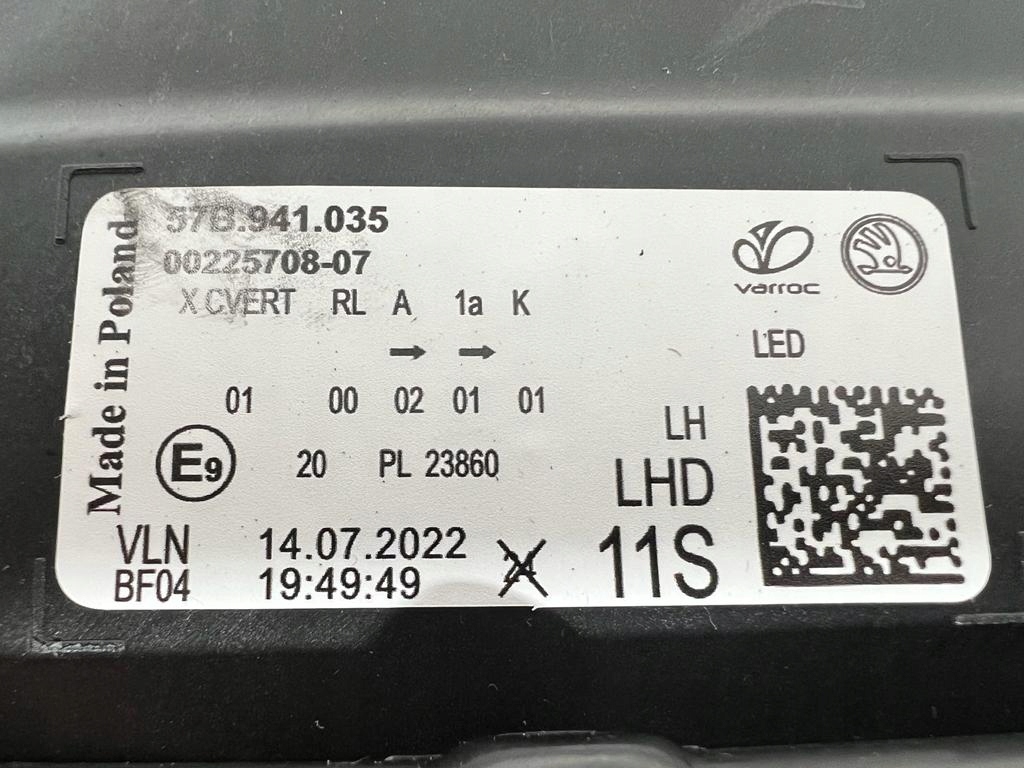 Made in Poland
57B.941.035
00225708-07
X CVERT RL A 1a K
→ →
01 00 02 01 01
E9 20 PL 23860
VLN 14.07.2022
BF04 19:49:49
varroc
LED
LH
LHD
11S